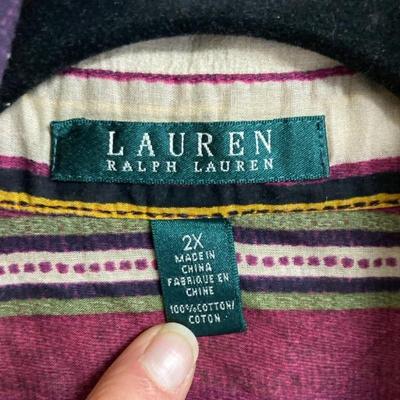 LAUREN
RALPH LAUREN
2X
MADE IN
CHINA
FABRIQUE EN
CHINE
100% COTTON/
COTON